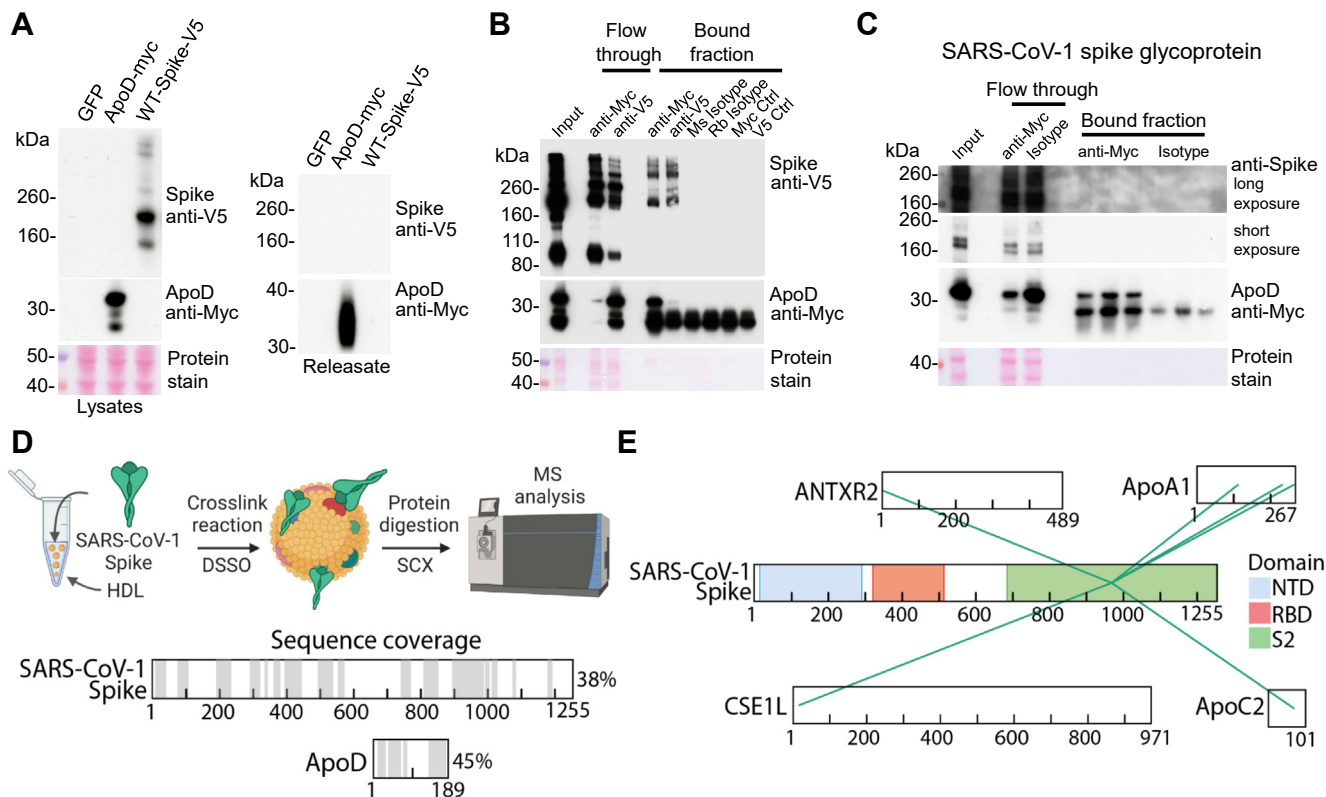 A
GFP
ApoD-myc
WT-Spike-V5
kDa
260-
160-
Spike
anti-V5
30-
ApoD
anti-Myc
50-
40-
Protein
stain
Lysates
GFP
ApoD-myc
WT-Spike-V5
kDa
260-
160-
Spike
anti-V5
40-
30-
ApoD
anti-Myc
Releasate
B
Flow
through
Bound
fraction
Input
anti-Myc
anti-V5
anti-Myc
anti-V5
Ms Isotype
Rb Isotype
Myc Ctrl
V5 Ctrl
kDa
260-
160-
110-
80-
Spike
anti-V5
30-
ApoD
anti-Myc
50-
40-
Protein
stain
C
SARS-CoV-1 spike glycoprotein
Flow through
Bound fraction
Input
anti-Myc
Isotype
anti-Myc
Isotype
kDa
260-
160-
anti-Spike
long
exposure
260-
160-
short
exposure
30-
ApoD
anti-Myc
40-
Protein
stain
D
SARS-CoV-1
Spike
HDL
Crosslink
reaction
DSSO
Protein
digestion
SCX
MS
analysis
Sequence coverage
SARS-CoV-1
Spike
38%
1 200 400 600 800 1000 1255
ApoD
45%
1 189
E
ANTXR2
1 200 489
ApoA1
1 267
SARS-CoV-1
Spike
1 200 400 600 800 1000 1255
Domain
NTD
RBD
S2
CSE1L
1 200 400 600 800 971
ApoC2
101